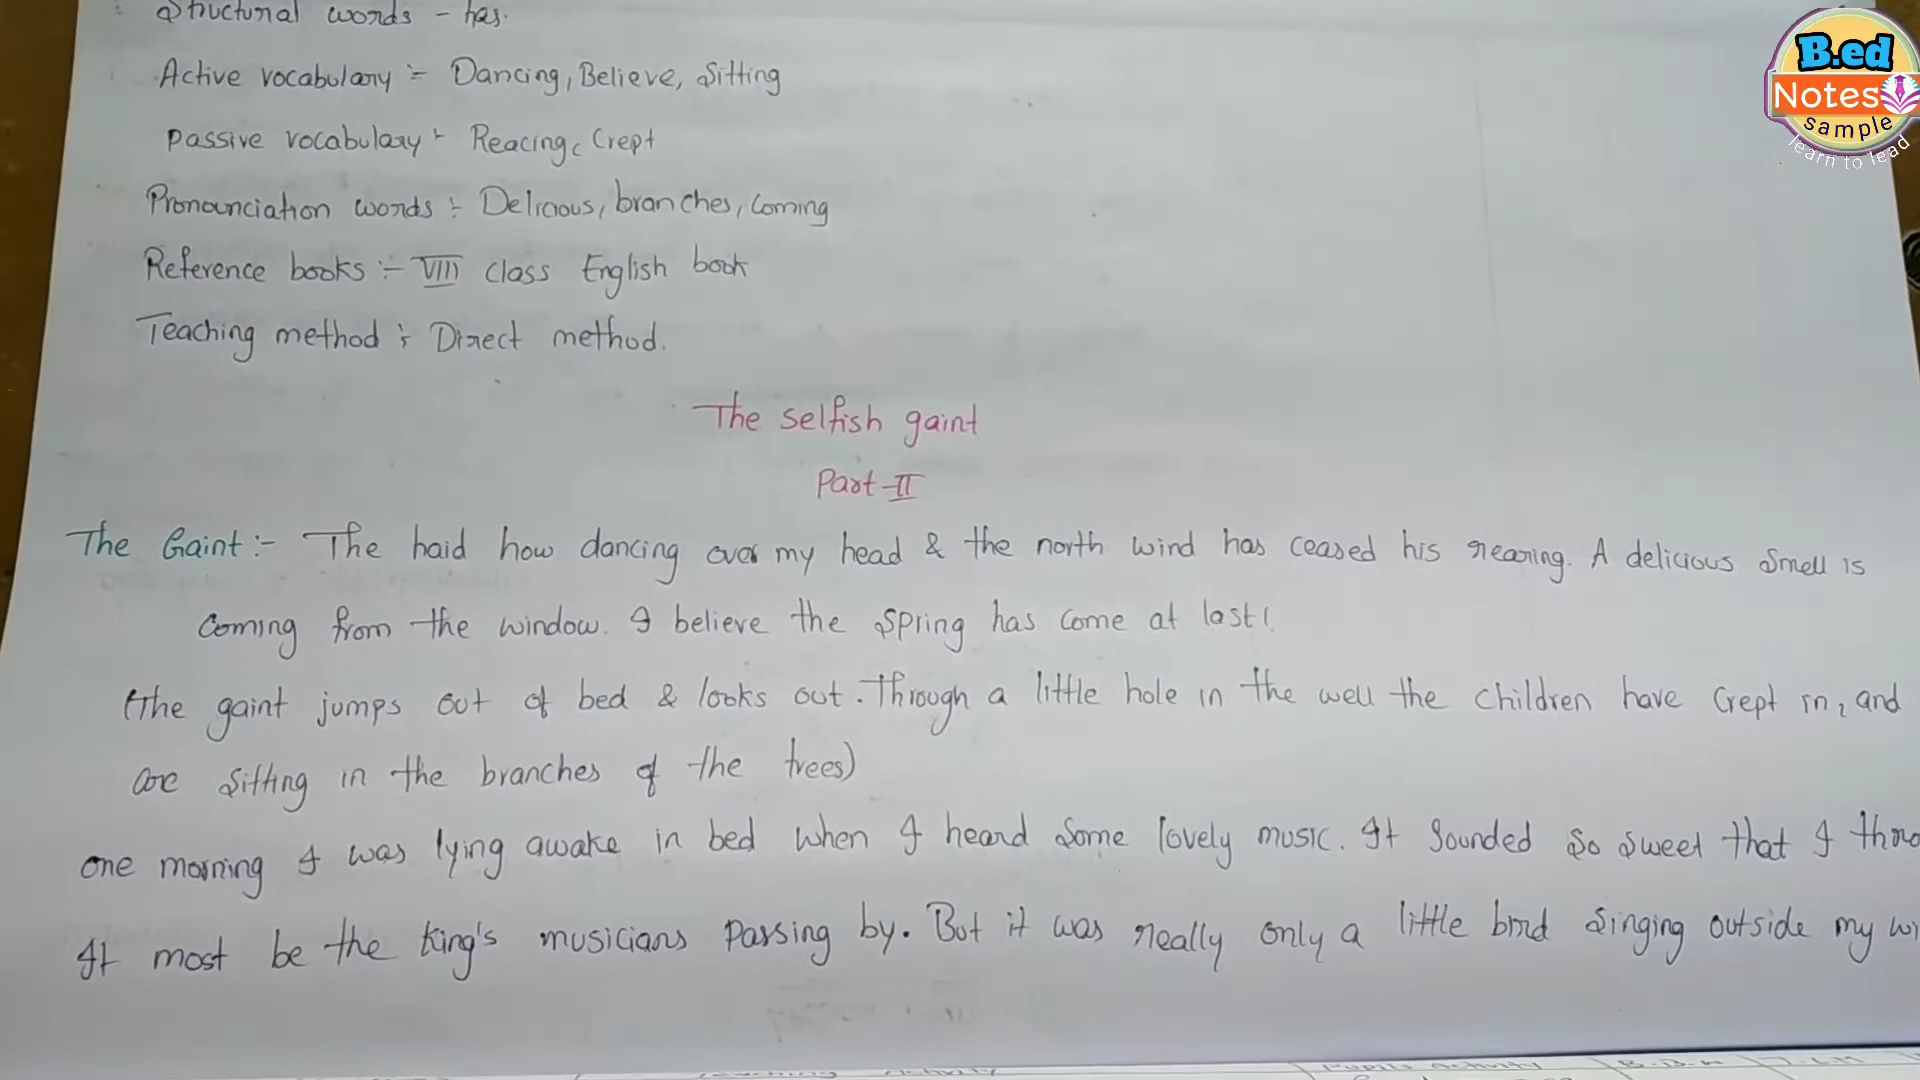 Structural words - has.
Active vocabulary :- Dancing, Believe, Sitting
Passive vocabulary :- Reacing, Crept
Pronounciation words :- Delicious, branches, Coming
Reference books :- VIII class English book
Teaching method :- Direct method.
The selfish gaint
Part-II
The Gaint :- The haid how dancing over my head & the north wind has ceased his rearing. A delicious Smell is
Coming from the window. I believe the Spring has come at last!
(The gaint jumps out of bed & looks out. Through a little hole in the well the children have Crept in, and
are sitting in the branches of the trees)
one morning I was lying awake in bed when I heard Some lovely music. It Sounded So Sweet that I
It most be the King's musicians passing by. But it was really only a little bird Singing outside my
B.ed
Notes
sample
learn to lead